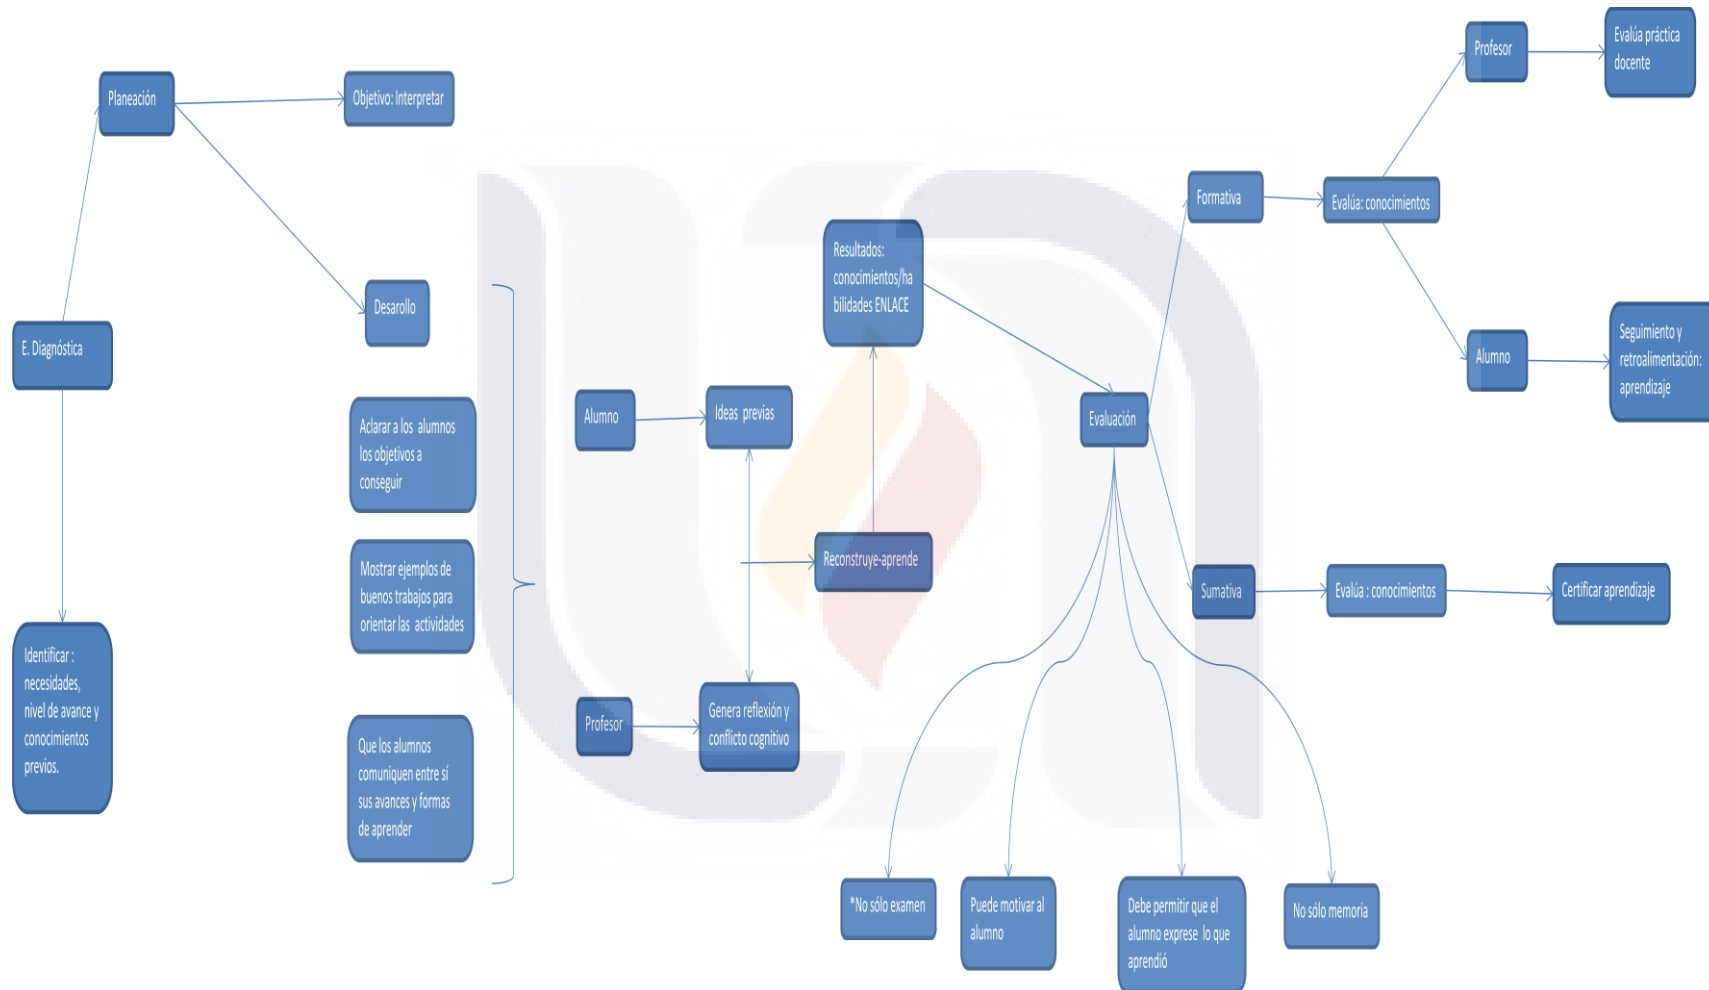 Planeación
Objetivo: Interpretar
E. Diagnóstica
Identificar :
necesidades,
nivel de avance y
conocimientos
previos.
Desarollo
Aclarar a los alumnos
los objetivos a
conseguir
Mostrar ejemplos de
buenos trabajos para
orientar las actividades
Que los alumnos
comuniquen entre sí
sus avances y formas
de aprender
Alumno
Ideas previas
Profesor
Genera reflexión y
conflicto cognitivo
Reconstruye-aprende
Resultados:
conocimientos/ha
bilidades ENLACE
Evaluación
Formativa
Evalúa: conocimientos
Profesor
Evalúa práctica
docente
Alumno
Seguimiento y
retroalimentación:
aprendizaje
Sumativa
Evalúa : conocimientos
Certificar aprendizaje
*No sólo examen
Puede motivar al
alumno
Debe permitir que el
alumno exprese lo que
aprendió
No sólo memoria